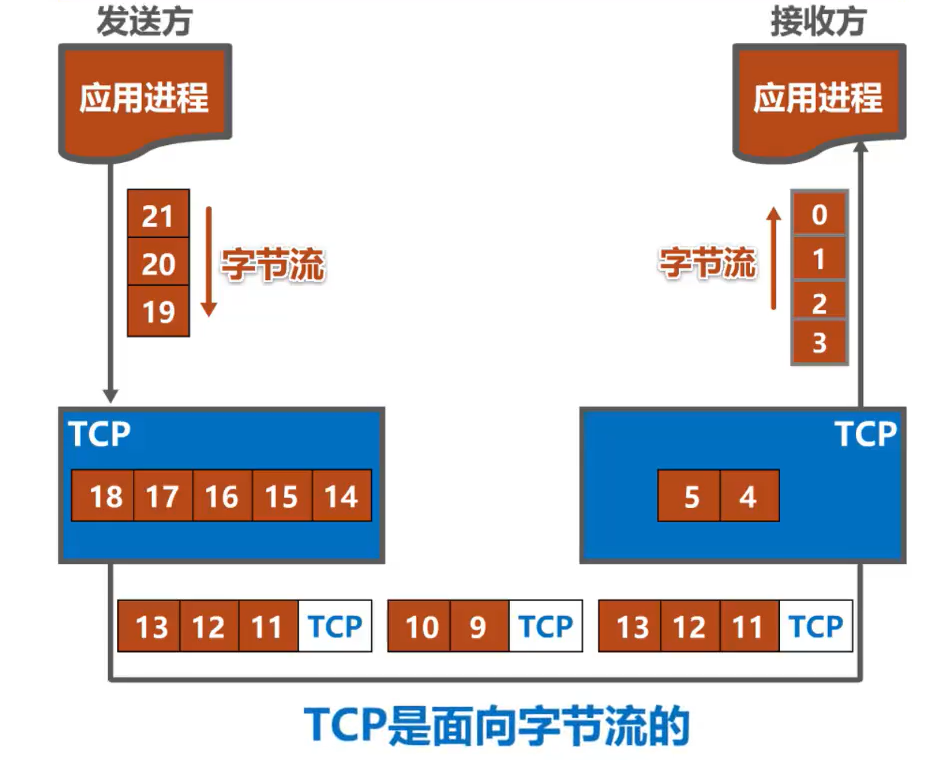 发送方
接收方
应用进程
应用进程
21
20
19
字节流
字节流
0
1
2
3
TCP
18 17 16 15 14
TCP
5 4
13 12 11 TCP
10 9 TCP
13 12 11 TCP
TCP是面向字节流的